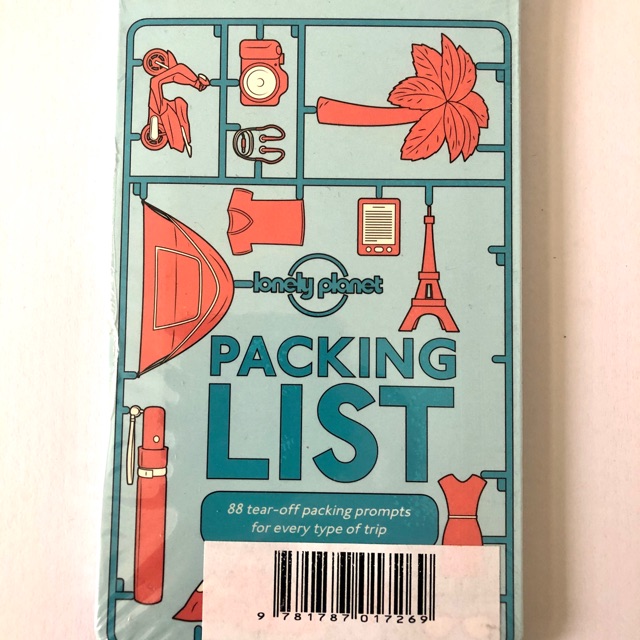 lonely planet
PACKING
LIST
88 tear-off packing prompts
for every type of trip
9 781787 017269